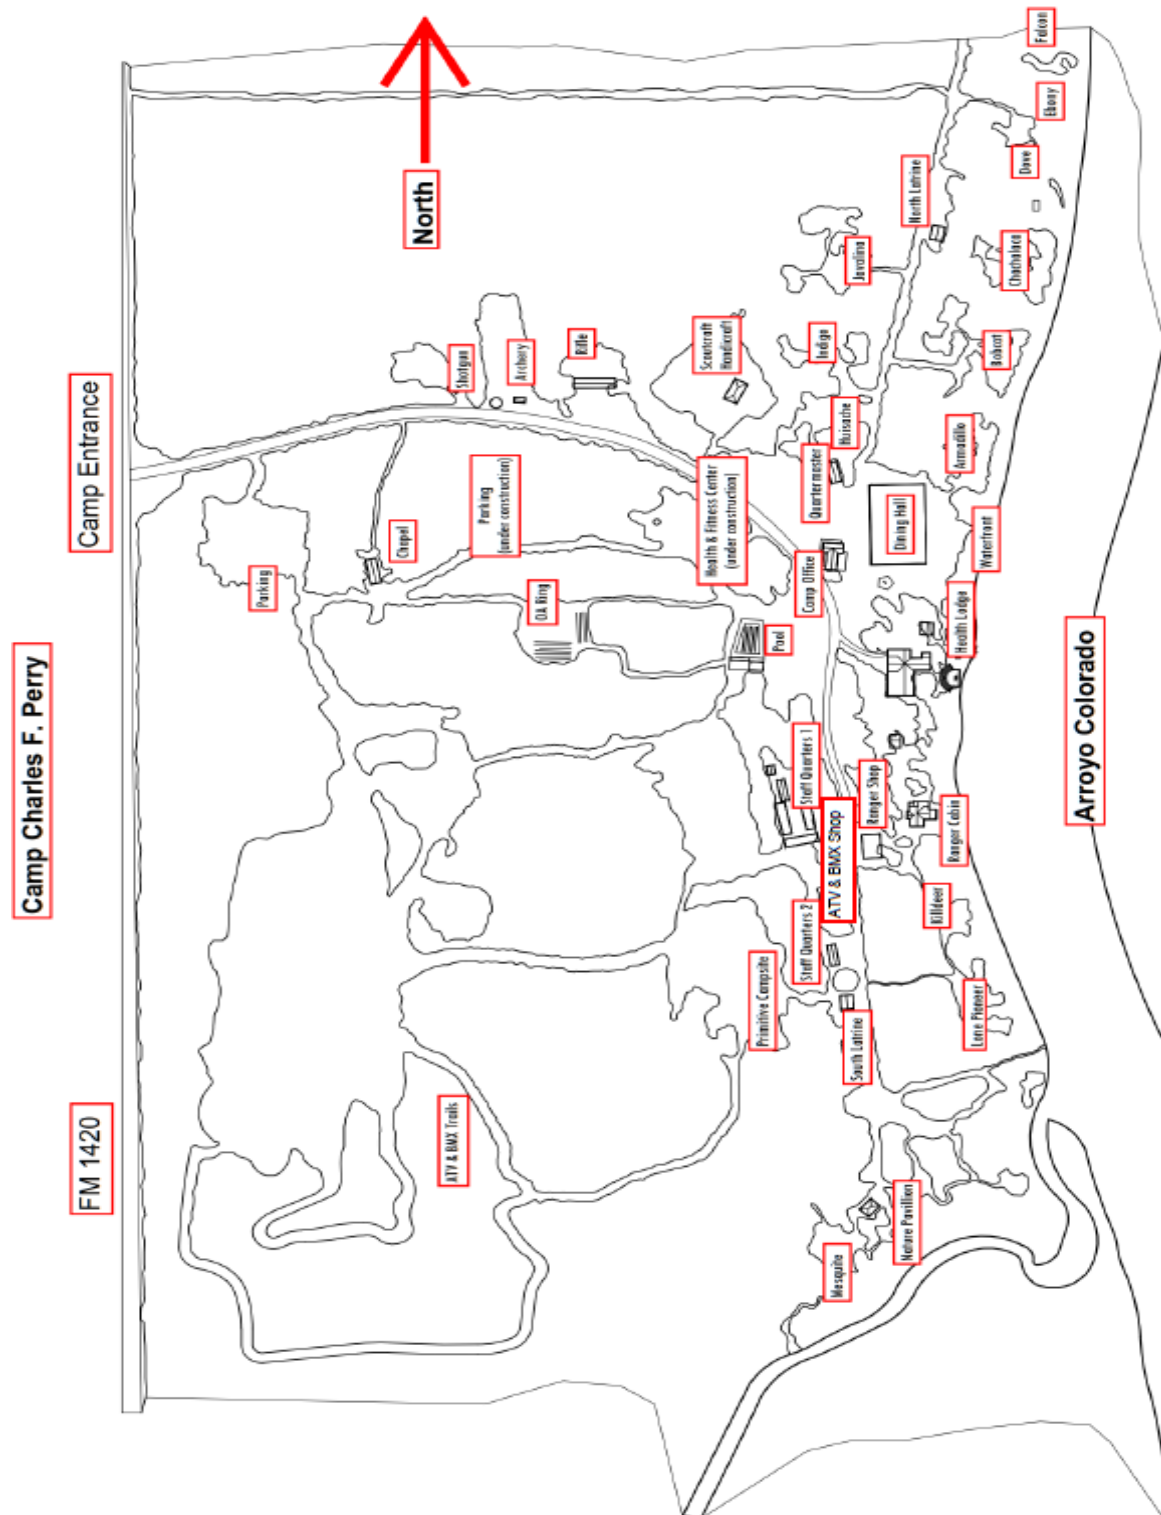 Camp Charles F. Perry
FM 1420
Camp Entrance
North
Parking
Chapel
Shotgun
Archery
Rifle
Parking
(under construction)
OA Ring
ATV & BMX Trails
Scoutcraft
Handicraft
Health & Fitness Center
(under construction)
Pool
Primitive Campsite
Staff Quarters 2
Staff Quarters 1
Camp Office
Quartermaster
Huisache
Indigo
Javalina
North Latrine
ATV & BMX Shop
Ranger Shop
South Latrine
Mesquite
Nature Pavillion
Dining Hall
Killdeer
Ranger Cabin
Health Lodge
Waterfront
Armadillo
Bobcat
Chachalaca
Dove
Ebony
Falcon
Lone Pioneer
Arroyo Colorado